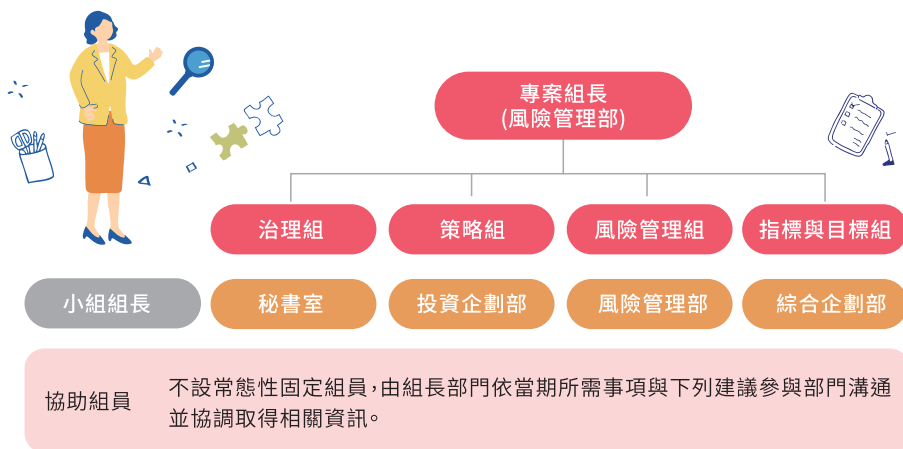 專案組長
(風險管理部)
治理組
策略組
風險管理組
指標與目標組
小組組長
秘書室
投資企劃部
風險管理部
綜合企劃部
協助組員
不設常態性固定組員，由組長部門依當期所需事項與下列建議參與部門溝通
並協調取得相關資訊。